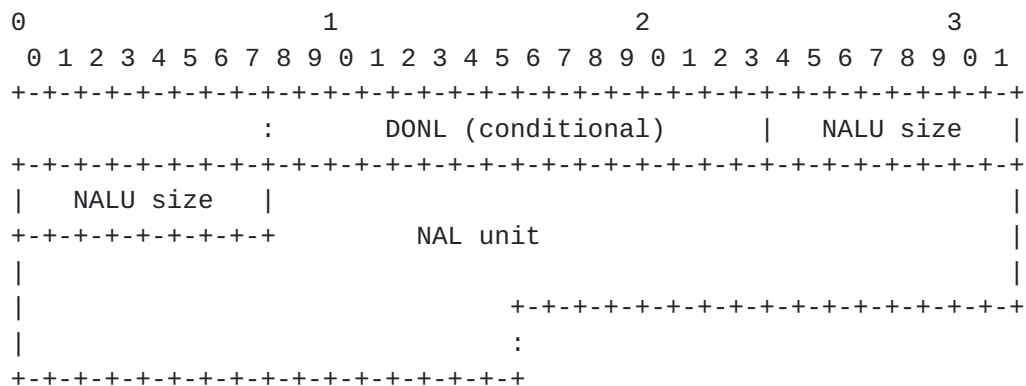 0                   1                   2                   3
 0 1 2 3 4 5 6 7 8 9 0 1 2 3 4 5 6 7 8 9 0 1 2 3 4 5 6 7 8 9 0 1
+-+-+-+-+-+-+-+-+-+-+-+-+-+-+-+-+-+-+-+-+-+-+-+-+-+-+-+-+-+-+-+-+
                :       DONL (conditional)      |   NALU size   |
+-+-+-+-+-+-+-+-+-+-+-+-+-+-+-+-+-+-+-+-+-+-+-+-+-+-+-+-+-+-+-+-+
|   NALU size   |                                               |
+-+-+-+-+-+-+-+-+         NAL unit                              |
|                                                               |
|                               +-+-+-+-+-+-+-+-+-+-+-+-+-+-+-+-+
|                               :
+-+-+-+-+-+-+-+-+-+-+-+-+-+-+-+-+